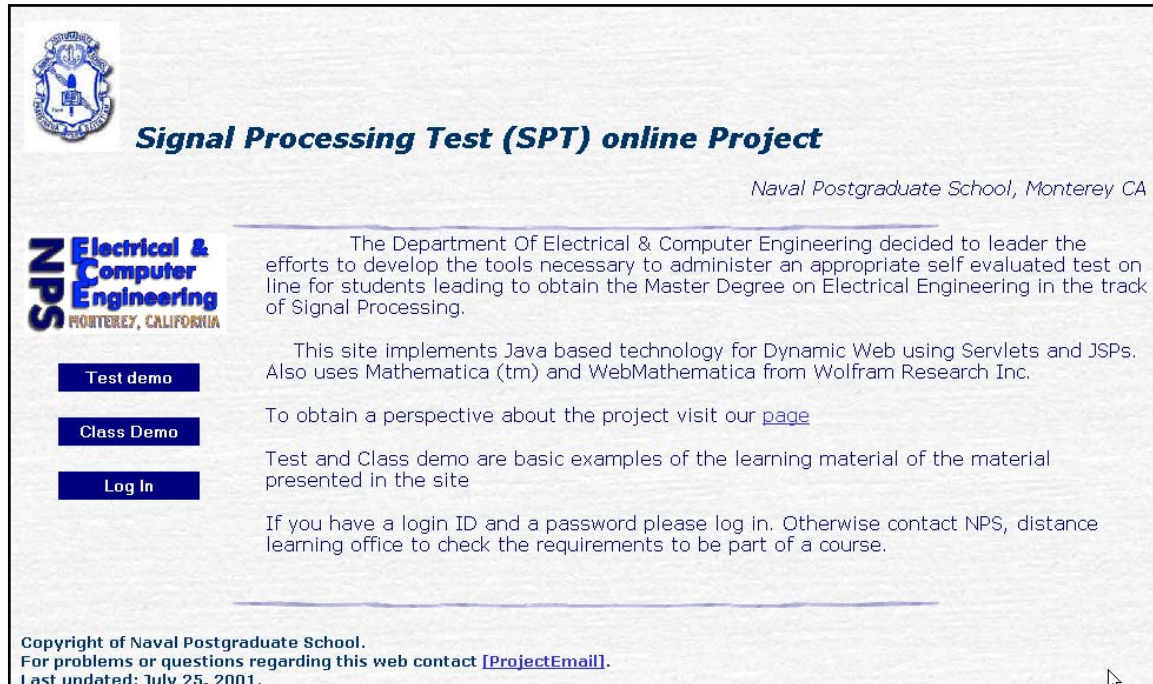 Signal Processing Test (SPT) online Project
Naval Postgraduate School, Monterey CA
NPS
Electrical &
Computer
Engineering
MONTEREY, CALIFORNIA
Test demo
Class Demo
Log In
The Department Of Electrical & Computer Engineering decided to leader the
efforts to develop the tools necessary to administer an appropriate self evaluated test on
line for students leading to obtain the Master Degree on Electrical Engineering in the track
of Signal Processing.
This site implements Java based technology for Dynamic Web using Servlets and JSPs.
Also uses Mathematica (tm) and WebMathematica from Wolfram Research Inc.
To obtain a perspective about the project visit our page
Test and Class demo are basic examples of the learning material of the material
presented in the site
If you have a login ID and a password please log in. Otherwise contact NPS, distance
learning office to check the requirements to be part of a course.
Copyright of Naval Postgraduate School.
For problems or questions regarding this web contact [ProjectEmail].
Last updated: July 25, 2001.